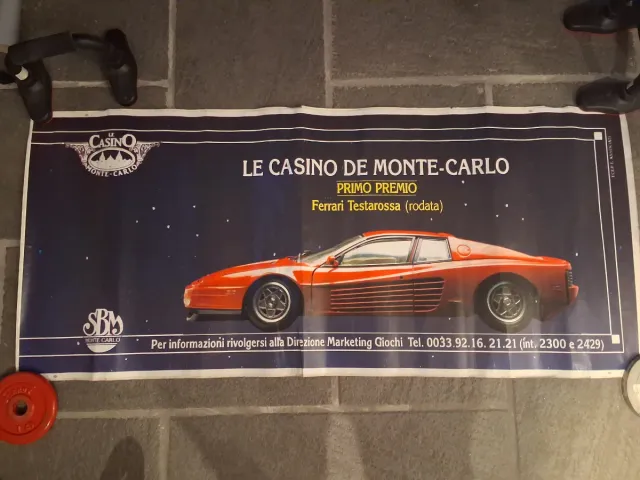 LE
CASINO
MONTE-CARLO
LE CASINO DE MONTE-CARLO
PRIMO PREMIO
Ferrari Testarossa (rodata)
SBM
MONTE-CARLO
Per informazioni rivolgersi alla Direzione Marketing Giochi Tel. 0033.92.16.21.21 (int. 2300 e 2429)